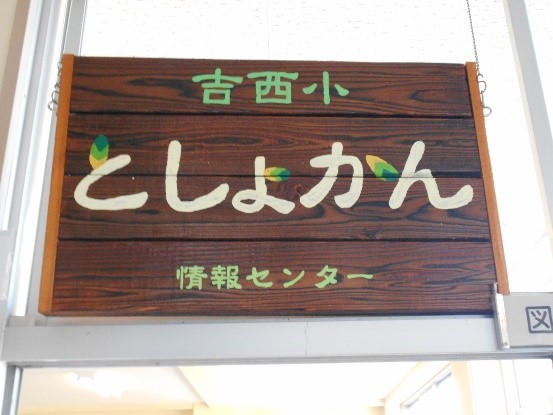 吉西小
としょかん
情報センター
図